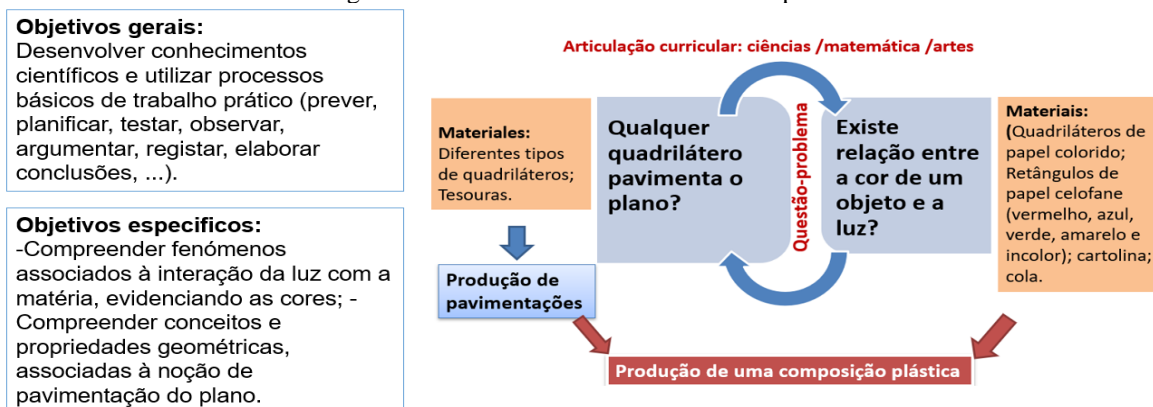 Objetivos gerais:
Desenvolver conhecimentos
científicos e utilizar processos
básicos de trabalho prático (prever,
planificar, testar, observar,
argumentar, registar, elaborar
conclusões, ...).
Objetivos especificos:
-Compreender fenómenos
associados à interação da luz com a
matéria, evidenciando as cores; -
Compreender conceitos e
propriedades geométricas,
associadas à noção de
pavimentação do plano.
Articulação curricular: ciências /matemática /artes
Materiales:
Diferentes tipos
de quadriláteros;
Tesouras.
Qualquer
quadrilátero
pavimenta o
plano?
Questão-problema
Existe
relação entre
a cor de um
objeto e a
luz?
Materiais:
(Quadriláteros de
papel colorido;
Retângulos de
papel celofane
(vermelho, azul,
verde, amarelo e
incolor); cartolina;
cola.
Produção de
pavimentações
Produção de uma composição plástica